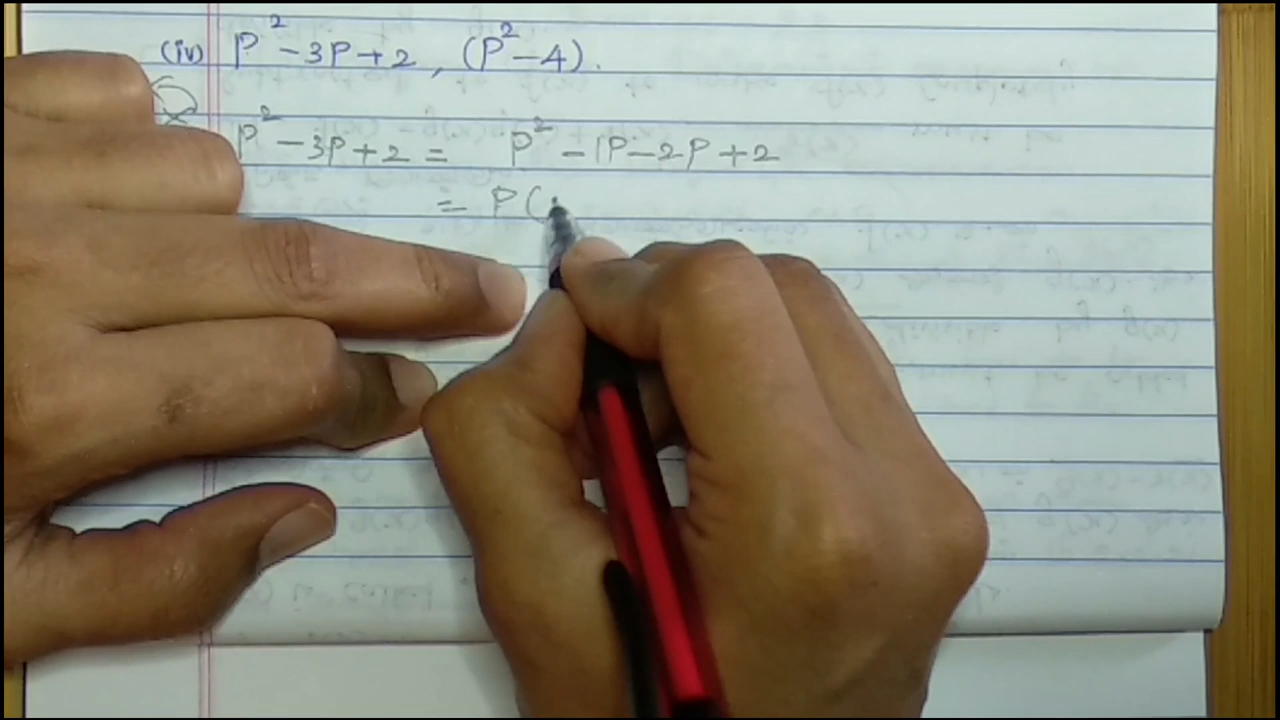 (iv) P² - 3P + 2 , (P² - 4).
P² - 3P + 2 = P² - 1P - 2P + 2
= P (